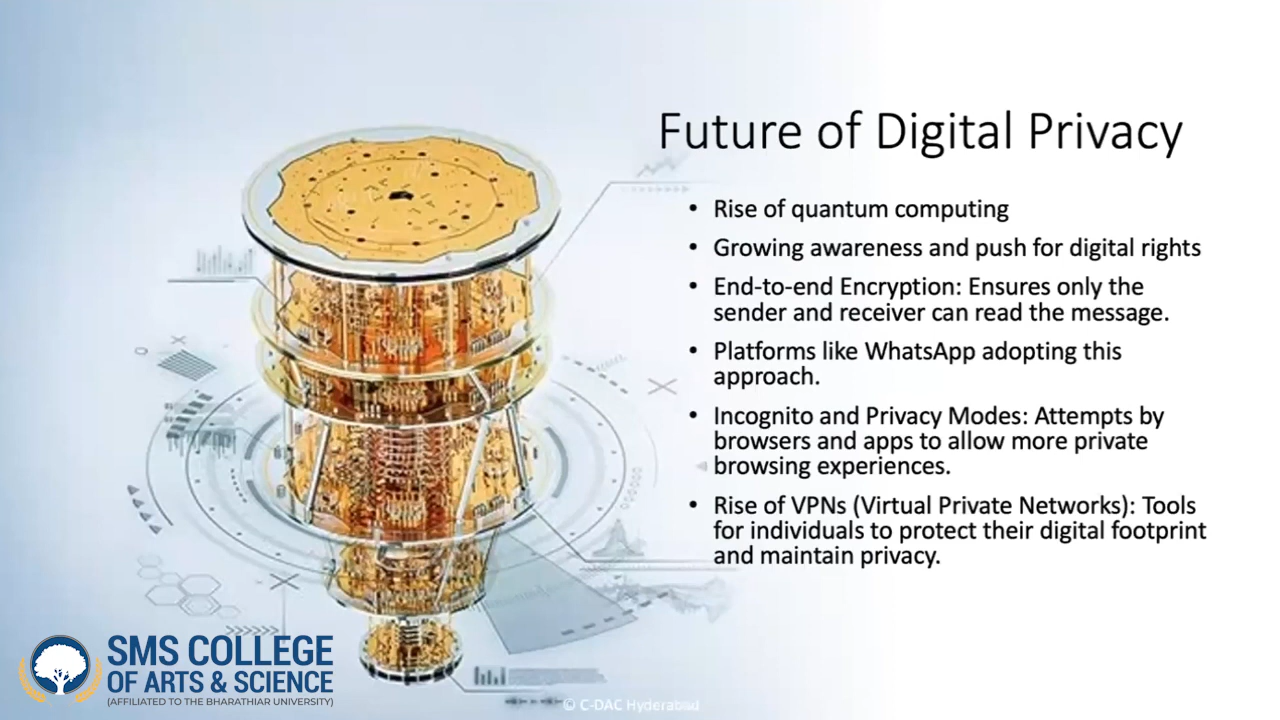 Future of Digital Privacy
• Rise of quantum computing
• Growing awareness and push for digital rights
• End-to-end Encryption: Ensures only the
sender and receiver can read the message.
• Platforms like WhatsApp adopting this
approach.
• Incognito and Privacy Modes: Attempts by
browsers and apps to allow more private
browsing experiences.
• Rise of VPNs (Virtual Private Networks): Tools
for individuals to protect their digital footprint
and maintain privacy.
SMS COLLEGE
OF ARTS & SCIENCE
(AFFILIATED TO THE BHARATHIAR UNIVERSITY)
© C-DAC Hyderabad